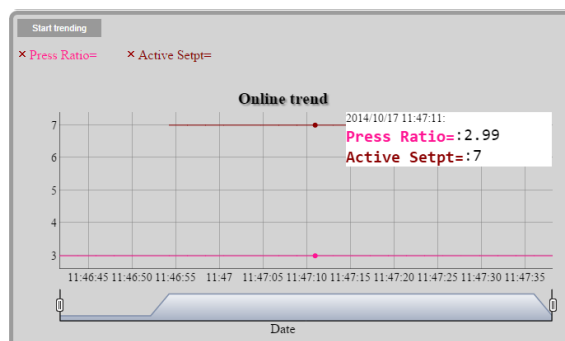 Start trending
× Press Ratio= × Active Setpt=
Online trend
2014/10/17 11:47:11:
Press Ratio=:2.99
Active Setpt=:7
7
6
5
4
3
11:46:45 11:46:50 11:46:55 11:47 11:47:05 11:47:10 11:47:15 11:47:20 11:47:25 11:47:30 11:47:35
Date